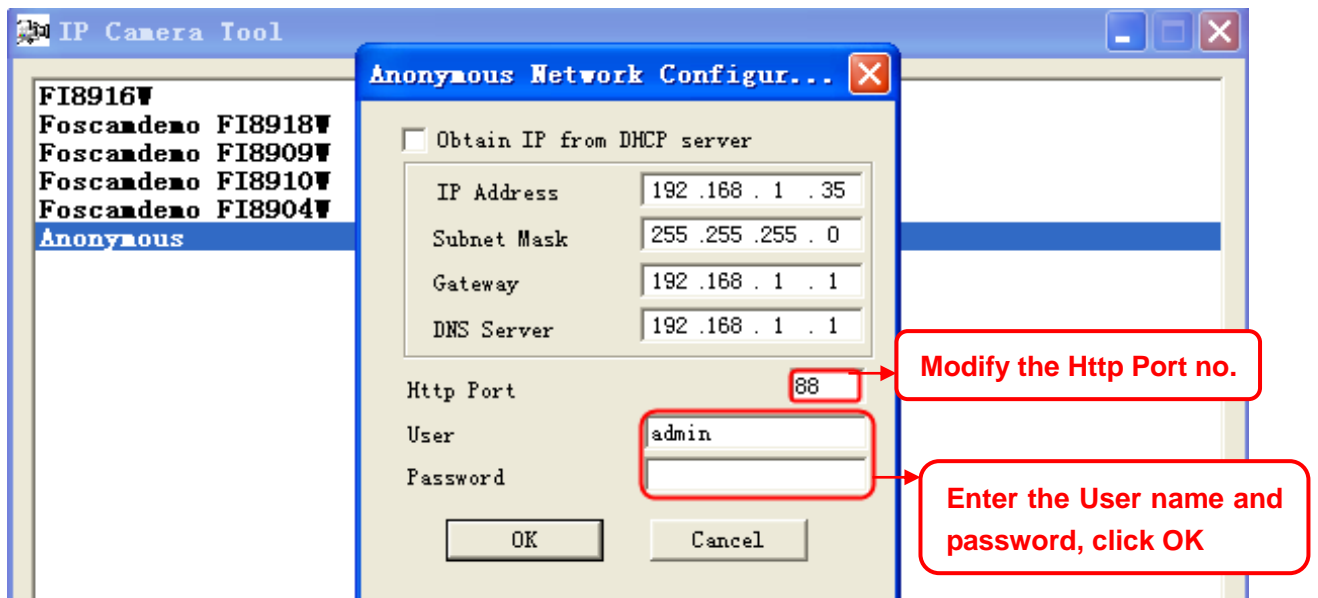 IP Camera Tool
Anonymous Network Configur...
FI8916W
Foscamdemo FI8918W
Foscamdemo FI8909W
Foscamdemo FI8910W
Foscamdemo FI8904W
Anonymous
Obtain IP from DHCP server
IP Address 192 .168 . 1 . 35
Subnet Mask 255 .255 .255 . 0
Gateway 192 .168 . 1 . 1
DNS Server 192 .168 . 1 . 1
Http Port 88
Modify the Http Port no.
User admin
Password
Enter the User name and
password, click OK
OK Cancel